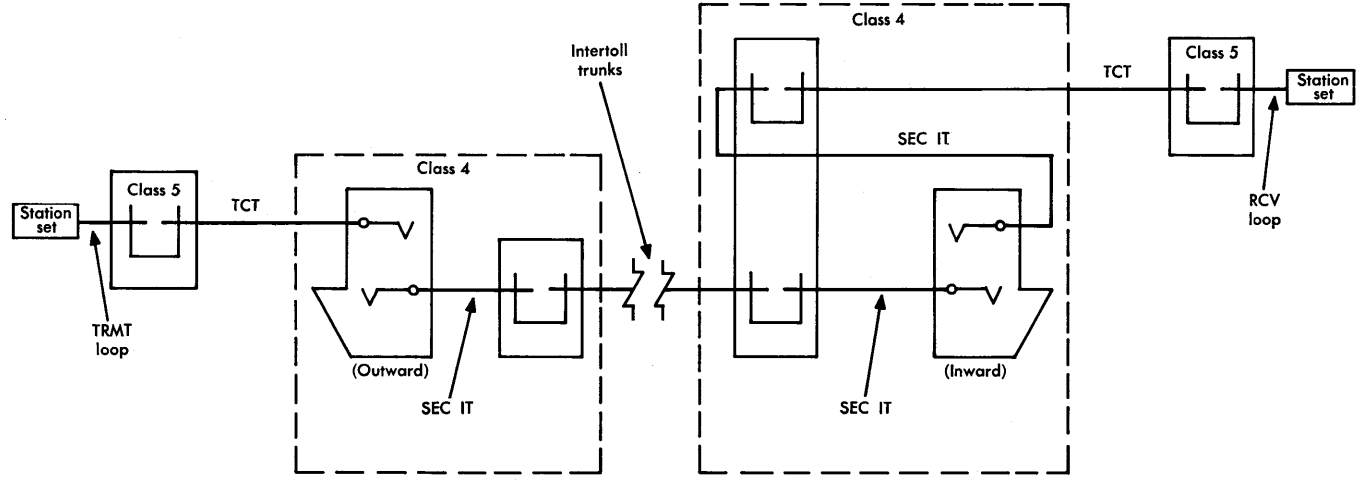 Class 4
Intertoll
trunks
Class 5
TCT
Station
set
SEC IT
Class 4
Class 5
RCV
loop
TCT
Station
set
TRMT
loop
(Outward)
(Inward)
SEC IT
SEC IT